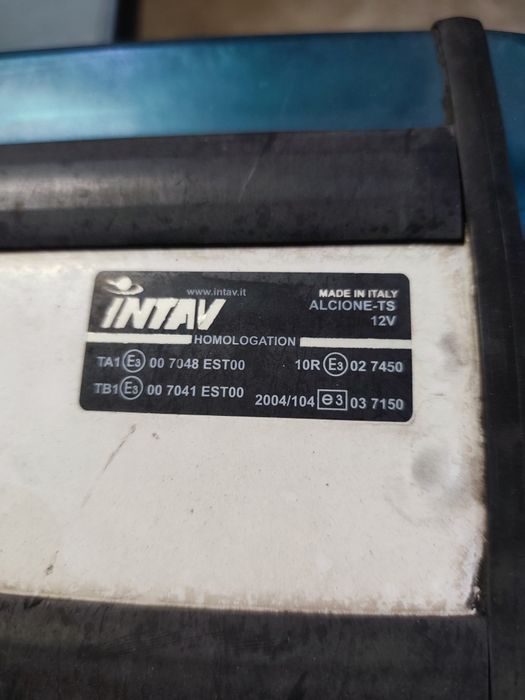 www.intav.it
INTAV
MADE IN ITALY
ALCIONE-TS
12V
HOMOLOGATION
TA1 E3 00 7048 EST00
10R E3 02 7450
TB1 E3 00 7041 EST00
2004/104 e3 03 7150